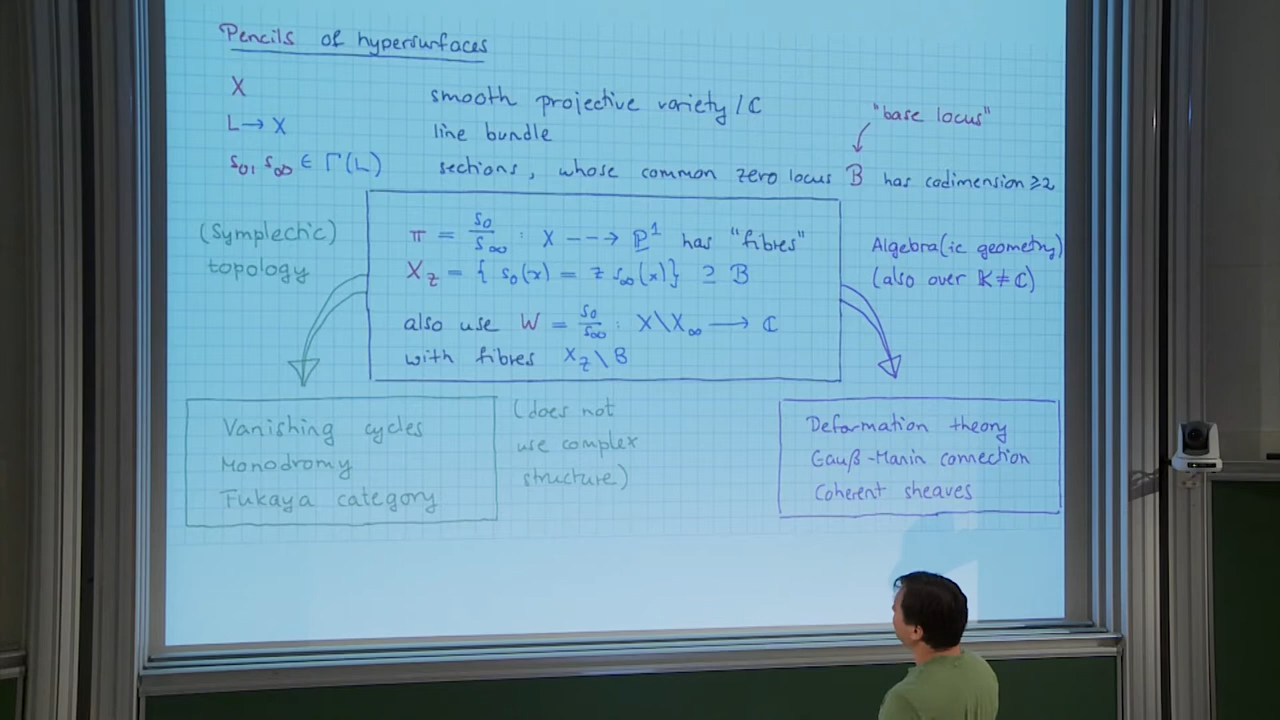 Pencils of hypersurfaces
X smooth projective variety / C
L → X line bundle
"base locus"
s₀, s∞ ∈ Γ(L) sections, whose common zero locus B has codimension ≥2
(Symplectic) topology
π = s₀/s∞ : X --→ ℙ¹ has "fibres"
X_z = { s₀(x) = z s∞(x) } ⊇ B
also use W = s₀/s∞ : X\X∞ → ℂ
with fibres X_z \ B
Algebra(ic geometry)
(also over 𝕂 ≠ ℂ)
Vanishing cycles
Monodromy
Fukaya category
(does not
use complex
structure)
Deformation theory
Gauß-Manin connection
Coherent sheaves